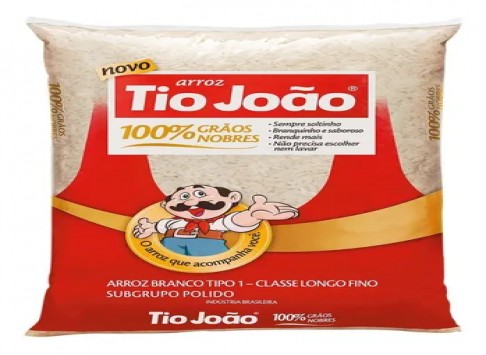 novo
arroz
Tio João®
100% GRÃOS NOBRES
- Sempre soltinho
- Branquinho e saboroso
- Rende mais
- Não precisa escolher
nem lavar
100% GRÃOS NOBRES
100% GRÃOS NOBRES
O arroz que acompanha você.
ARROZ BRANCO TIPO 1 – CLASSE LONGO FINO
SUBGRUPO POLIDO
INDÚSTRIA BRASILEIRA
Tio João® 100% GRÃOS NOBRES